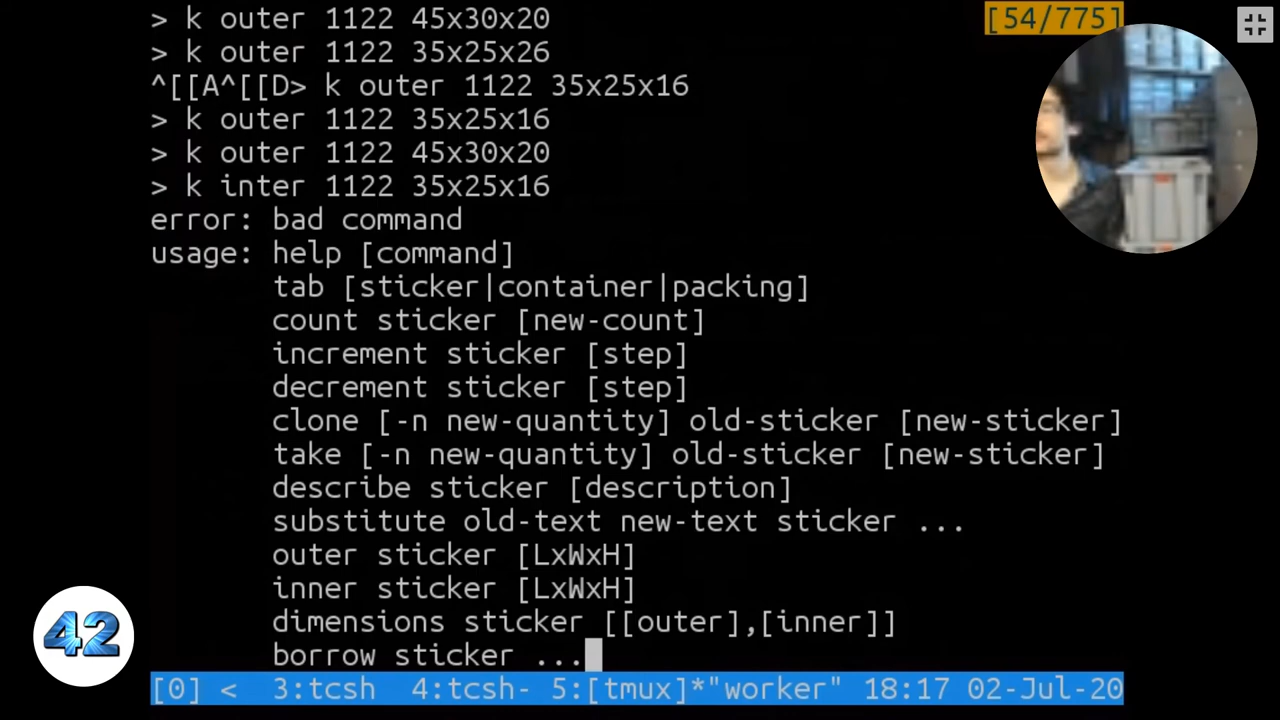 > k outer 1122 45x30x20
[54/775]
> k outer 1122 35x25x26
^[[A^[[D> k outer 1122 35x25x16
> k outer 1122 35x25x16
> k outer 1122 45x30x20
> k inter 1122 35x25x16
error: bad command
usage: help [command]
tab [sticker|container|packing]
count sticker [new-count]
increment sticker [step]
decrement sticker [step]
clone [-n new-quantity] old-sticker [new-sticker]
take [-n new-quantity] old-sticker [new-sticker]
describe sticker [description]
substitute old-text new-text sticker ...
outer sticker [LxWxH]
inner sticker [LxWxH]
dimensions sticker [[outer],[inner]]
borrow sticker ...
42
[0] < 3:tcsh 4:tcsh- 5:[tmux]*"worker" 18:17 02-Jul-20